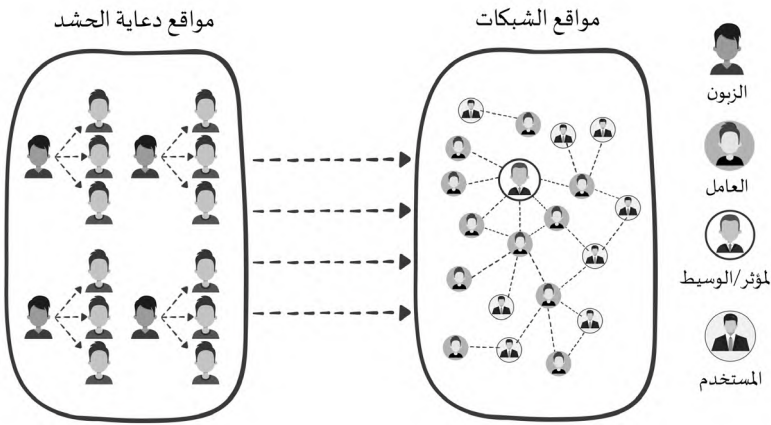 مواقع الشبكات
مواقع دعاية الحشد
الزبون
العامل
لمؤثر/الوسيط
المستخدم